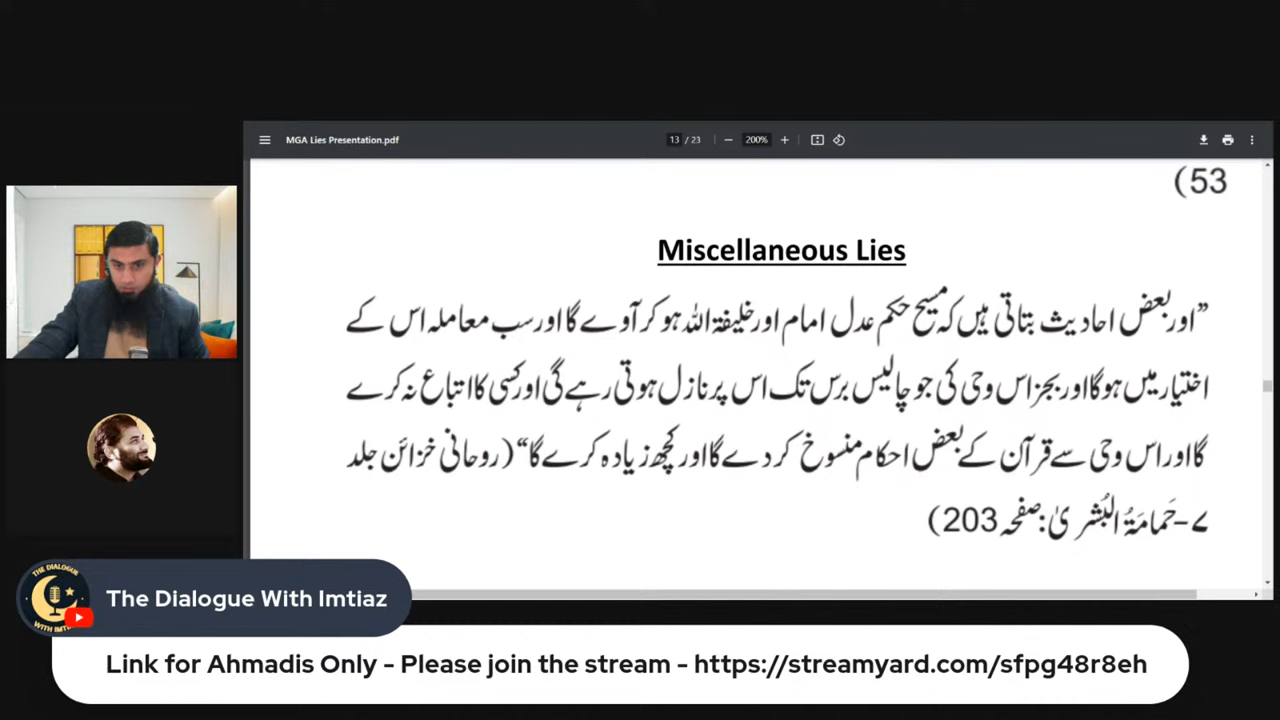 MGA Lies Presentation.pdf
13 / 23
200%
53)
Miscellaneous Lies
”اور بعض احادیث بتاتی ہیں کہ مسیح حکم عدل امام اور خلیفۃ اللہ ہو کر آوے گا اور سب معاملہ اس کے
اختیار میں ہوگا اور بجز اس وحی کی جو چالیس برس تک اس پر نازل ہوتی رہے گی اور کسی کا اتباع نہ کرے
گا اور اس وحی سے قرآن کے بعض احکام منسوخ کر دے گا اور کچھ زیادہ کرے گا“ (روحانی خزائن جلد
۷-حَمامَۃُ البُشریٰ: صفحہ 203)
THE DIALOGUE
WITH IMTIAZ
The Dialogue With Imtiaz
Link for Ahmadis Only - Please join the stream - https://streamyard.com/sfpg48r8eh